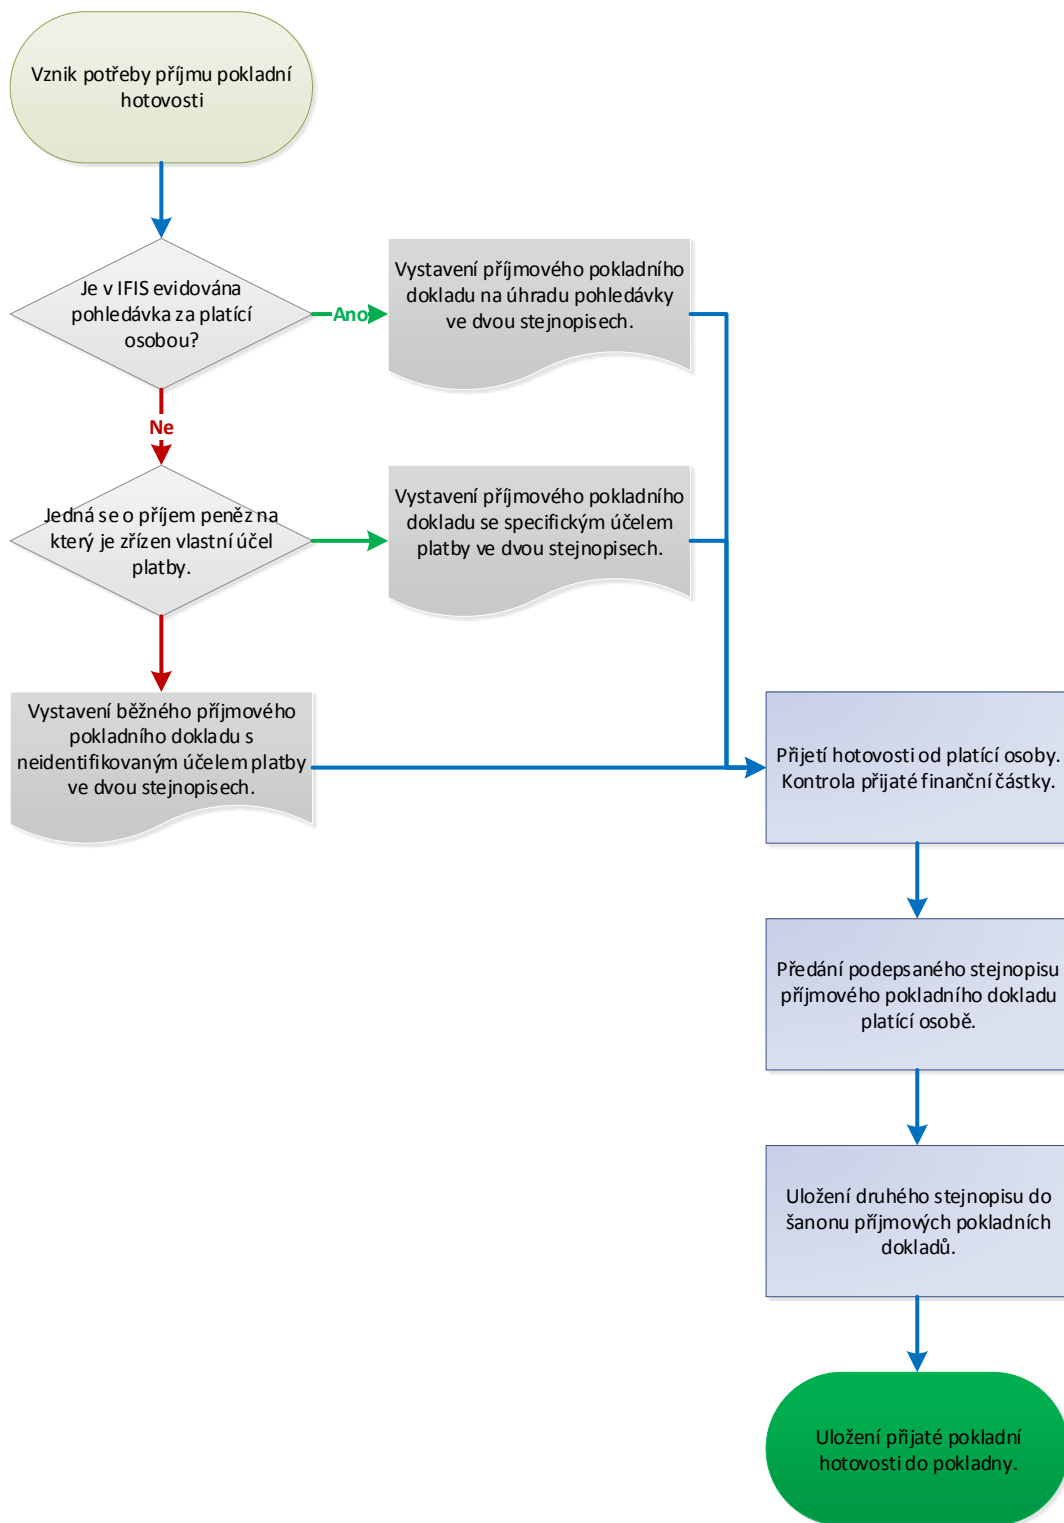 Vznik potřeby příjmu pokladní
hotovosti
Je v IFIS evidována
pohledávka za platící
osobou?
Ano
Vystavení příjmového pokladního
dokladu na úhradu pohledávky
ve dvou stejnopisech.
Ne
Jedná se o příjem peněz na
který je zřízen vlastní účel
platby.
Vystavení příjmového pokladního
dokladu se specifickým účelem
platby ve dvou stejnopisech.
Vystavení běžného příjmového
pokladního dokladu s
neidentifikovaným účelem platby
ve dvou stejnopisech.
Přijetí hotovosti od platící osoby.
Kontrola přijaté finanční částky.
Předání podepsaného stejnopisu
příjmového pokladního dokladu
platící osobě.
Uložení druhého stejnopisu do
šanonu příjmových pokladních
dokladů.
Uložení přijaté pokladní
hotovosti do pokladny.